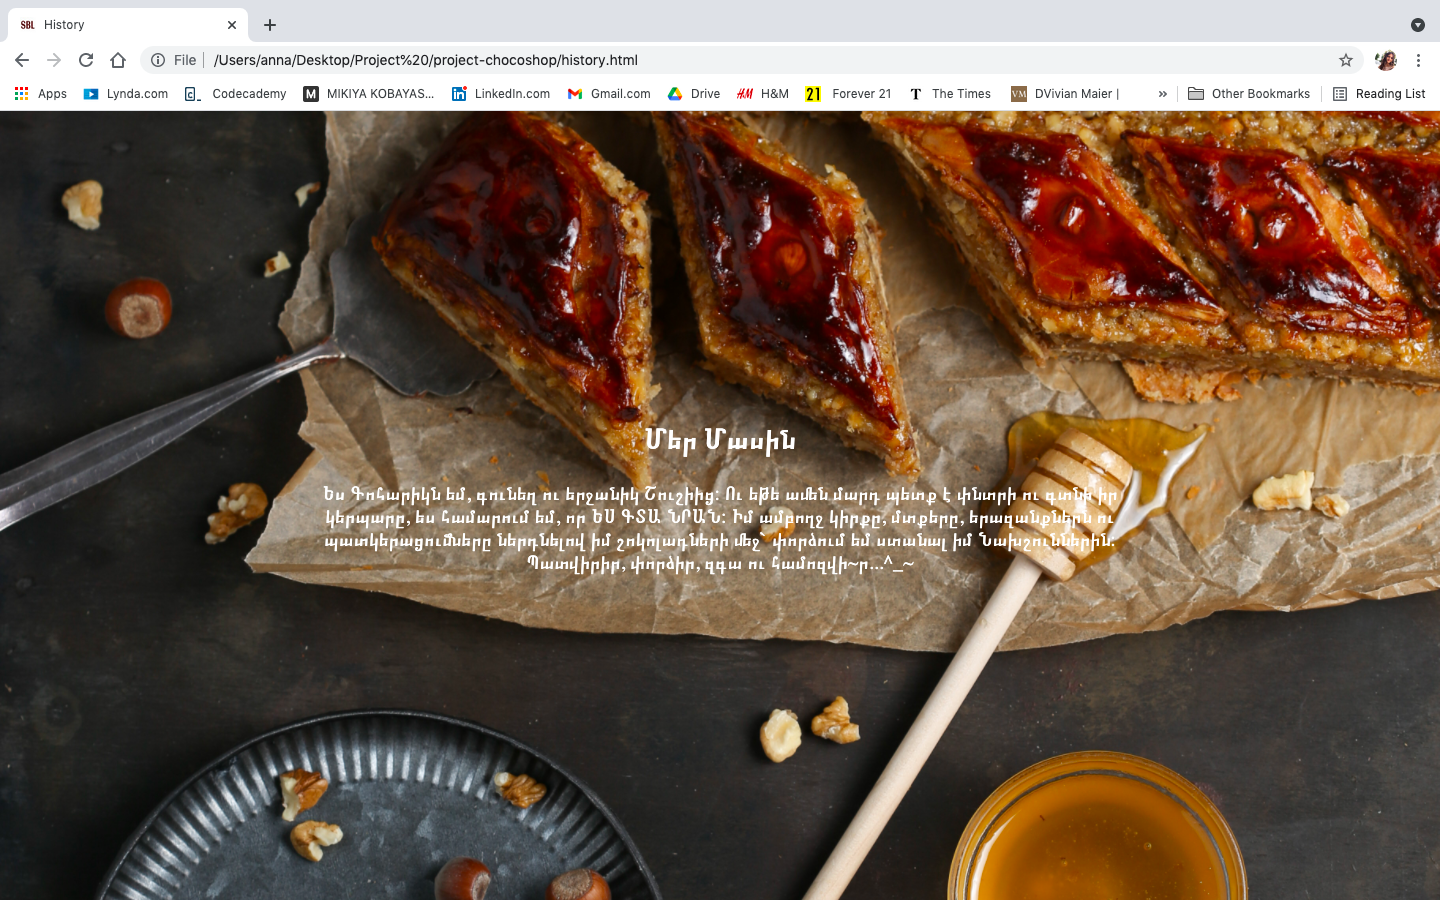 SBL History
File /Users/anna/Desktop/Project%20/project-chocoshop/history.html
Apps Lynda.com Codecademy M MIKIYA KOBAYAS... LinkedIn.com Gmail.com Drive H&M H&M 21 Forever 21 T The Times VM DVivian Maier | » Other Bookmarks Reading List
Մեր Մասին
Ես Գոհարիկն եմ, գունեղ ու երջանիկ Շուշիից: Ու եթե ամեն մարդ պետք է փնտրի ու գտնի իր
կերպարը, ես համարում եմ, որ ԵՍ ԳՏԱ ՆՐԱՆ: Իմ ամբողջ կիրքը, մտքերը, երազանքներն ու
պատկերացումները ներդնելով իմ շոկոլադների մեջ՝ փորձում եմ ստանալ իմ Նախշուններին:
Պատվիրիր, փորձիր, զգա ու համոզվի~ր...^_~